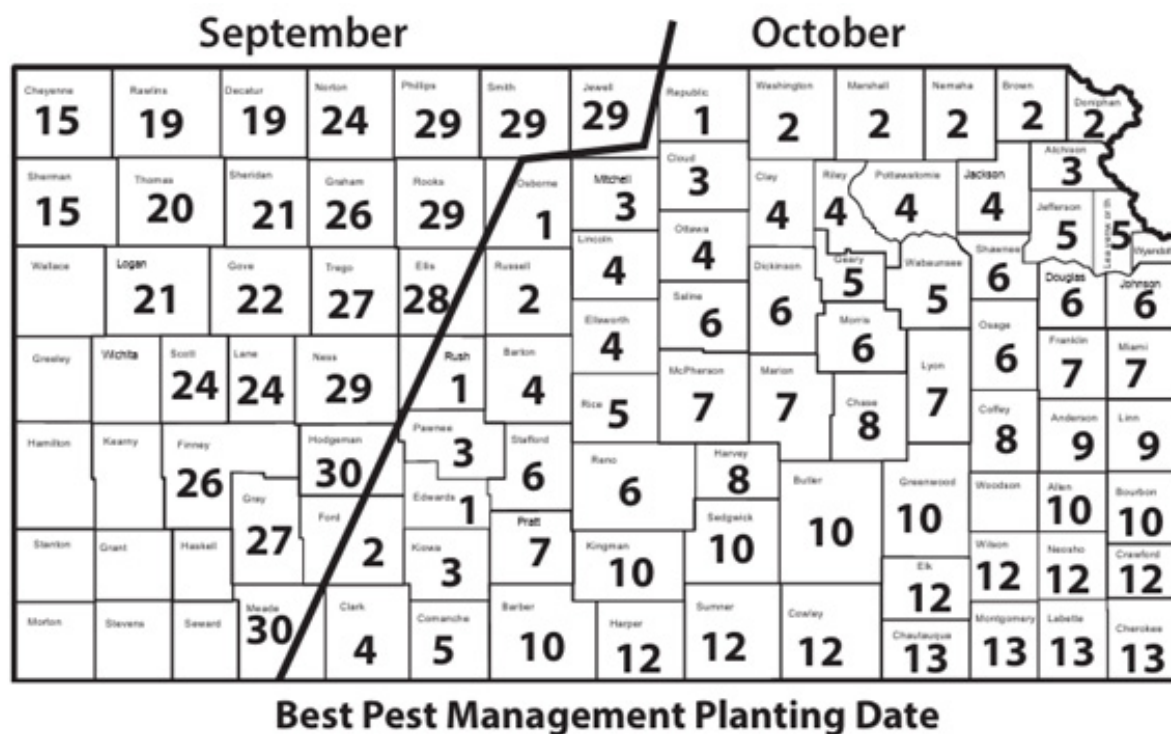 September October
Cheyenne Rawlins Decatur Norton Phillips Smith Jewell Republic Washington Marshall Nemaha Brown Doniphan
15 19 19 24 29 29 29 1 2 2 2 2 2
Sherman Thomas Sheridan Graham Rooks Osborne Mitchell Cloud Clay Riley Pottawatomie Jackson Atchison
15 20 21 26 29 1 3 3 4 4 4 4 3
Jefferson Leavenworth Wyandot
5 5
Wallace Logan Gove Trego Ellis Russell Lincoln Ottawa Dickinson Geary Wabaunsee Shawnee Douglas Johnson
21 22 27 28 2 4 4 6 5 5 6 6 6
Saline Morris Osage
6 6 6
Greeley Wichita Scott Lane Ness Rush Barton Ellsworth McPherson Marion Chase Lyon Franklin Miami
24 24 29 1 4 4 7 7 8 7 7 7
Hamilton Kearny Finney Hodgeman Pawnee Stafford Rice Coffey Anderson Linn
26 30 3 6 5 8 9 9
Reno Harvey Butler Greenwood Woodson Allen Bourbon
6 8 10 10 10 10
Gray Ford Edwards Pratt Sedgwick
27 2 1 7 10
Stanton Grant Haskell Kiowa Kingman Elk Wilson Neosho Crawford
3 10 12 12 12 12
Morton Stevens Seward Meade Clark Comanche Barber Harper Sumner Cowley Chautauqua Montgomery Labette Cherokee
30 4 5 10 12 12 12 13 13 13 13
Best Pest Management Planting Date